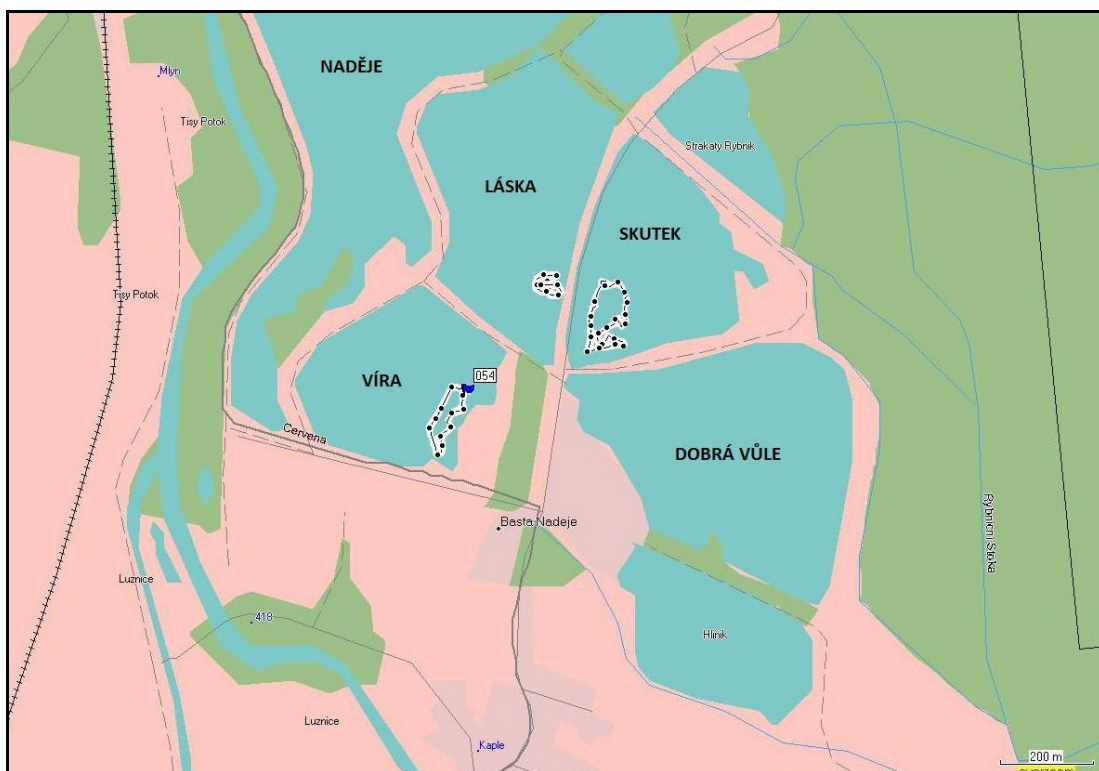 NADĚJE
Mlyn
Tisy Potok
Strakaty Rybnik
LÁSKA
SKUTEK
Tisy Potok
054
VÍRA
Cervena
DOBRÁ VŮLE
Basta Nadeje
Rybnicni Stoka
Luznice
418
Hlinik
Luznice
Kaple
200 m
overzoom